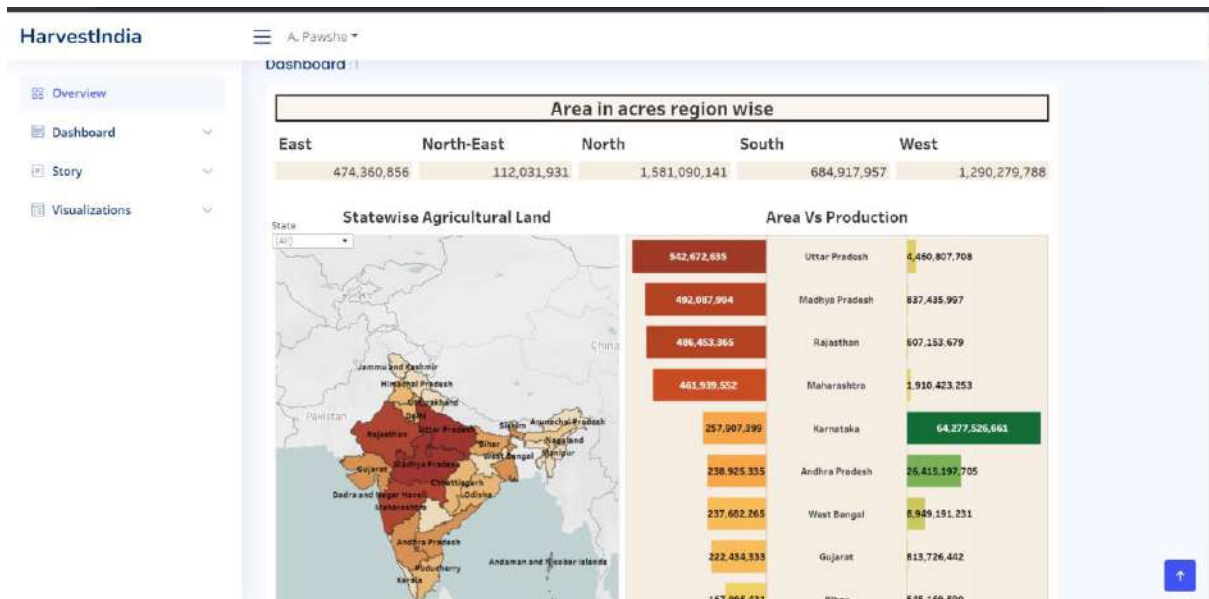 HarvestIndia
A. Pawshe
Dashboard :1
Overview
Dashboard
Story
Visualizations
Area in acres region wise
East North-East North South West
474,360,856 112,031,931 1,581,090,141 684,917,957 1,290,279,788
Statewise Agricultural Land
State
(All)
China
Pakistan
Jammu and Kashmir
Himachal Pradesh
Uttarakhand
Delhi
Rajasthan
Uttar Pradesh
Sikkim
Arunachal Pradesh
Nagaland
Bihar
Manipur
West Bengal
Gujarat
Madhya Pradesh
Chhattisgarh
Dadra and Nagar Haveli
Odisha
Maharashtra
Andhra Pradesh
Andaman and Nicobar Islands
Puducherry
Kerala
Area Vs Production
542,672,635 Uttar Pradesh 4,460,807,708
492,087,994 Madhya Pradesh 837,435,997
486,453,365 Rajasthan 607,153,679
461,939,552 Maharashtra 1,910,423,253
257,907,399 Karnataka 64,277,526,661
238,925,335 Andhra Pradesh 26,415,197,705
237,682,265 West Bengal 8,949,191,231
222,434,333 Gujarat 813,726,442